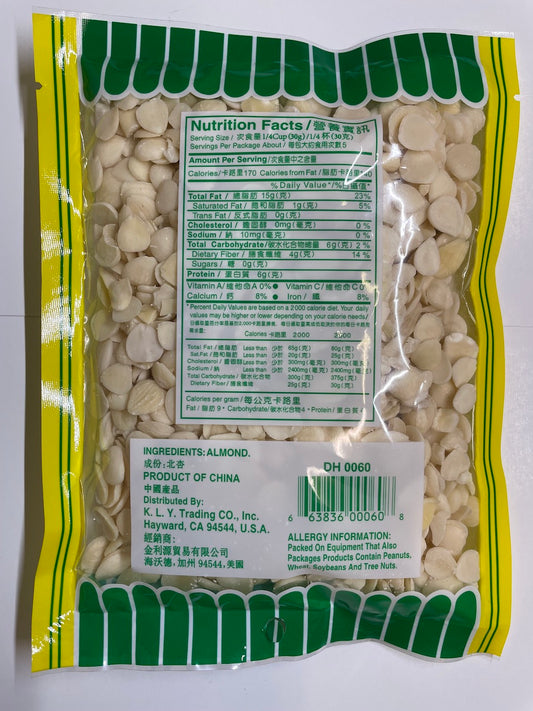 Nutrition Facts / 營養資訊
Serving Size / 次食量 1/4Cup (30g) / 1/4 杯 (30克)
Servings Per Package About / 每包大約食用次數 5
Amount Per Serving / 次食量中之含量
Calories/卡路里170 Calories from Fat / 脂肪卡路里
% Daily Value*/%
Total Fat / 總脂肪 15g(克) 23%
Saturated Fat / 飽和脂肪 1g(克) 5%
Trans Fat / 反式脂肪 0g(克)
Cholesterol / 膽固醇 0mg(毫克) 0 %
Sodium / 鈉 10mg(毫克) 0 %
Total Carbohydrate/碳水化合物總量 6g(克) 2 %
Dietary Fiber / 膳食纖維 4g(克) 14 %
Sugars / 糖 0g(克)
Protein / 蛋白質 6g(克)
Vitamin A/維他命A 0% • Vitamin C/維他命C 0
Calcium / 鈣 8% • Iron / 鐵 8%
*Percent Daily Values are based on a 2 000 calorie diet. Your daily
values may be higher or lower depending on your calorie needs/
Calories 卡路里 2 000
Total Fat / 總脂肪 Less than 少於 65g(克) 80g(克)
Sat.Fat / 飽和脂肪 Less than 少於 20g(克) 25g(克)
Cholesterol / 膽固醇 Less than 少於 300mg(毫克) 300mg(毫克)
Sodium / 鈉 Less than 少於 2400mg(毫克) 2400mg(毫克)
Total Carbohydrate / 碳水化合物 300g(克) 375g(克)
Dietary Fiber / 膳食纖維 25g(克) 30g(克)
Calories per gram / 每公克卡路里
Fat / 脂肪 9 • Carbohydrate/碳水化合物4 • Protein / 蛋白質 4
INGREDIENTS: ALMOND.
成份: 北杏
PRODUCT OF CHINA
中國產品
Distributed By:
K. L. Y. Trading CO., Inc.
Hayward, CA 94544, U.S.A.
經銷商:
金利源貿易有限公司
海沃德, 加州 94544, 美國
DH 0060
6 63836 00060 8
ALLERGY INFORMATION:
Packed On Equipment That Also
Packages Products Contain Peanuts,
Wheat, Soybeans And Tree Nuts.